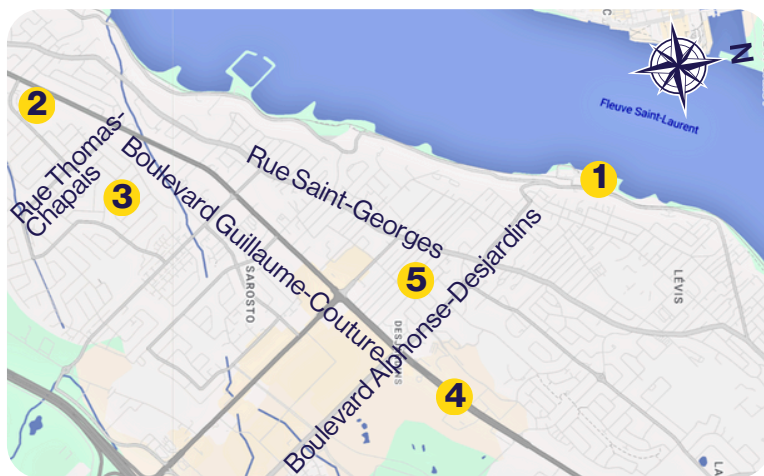 N
Fleuve Saint-Laurent
2
Rue Thomas-
Chapais
3
Boulevard Guillaume-Couture
Rue Saint-Georges
1
5
Boulevard Alphonse-Desjardins
4
SAROSTO
LÉVIS